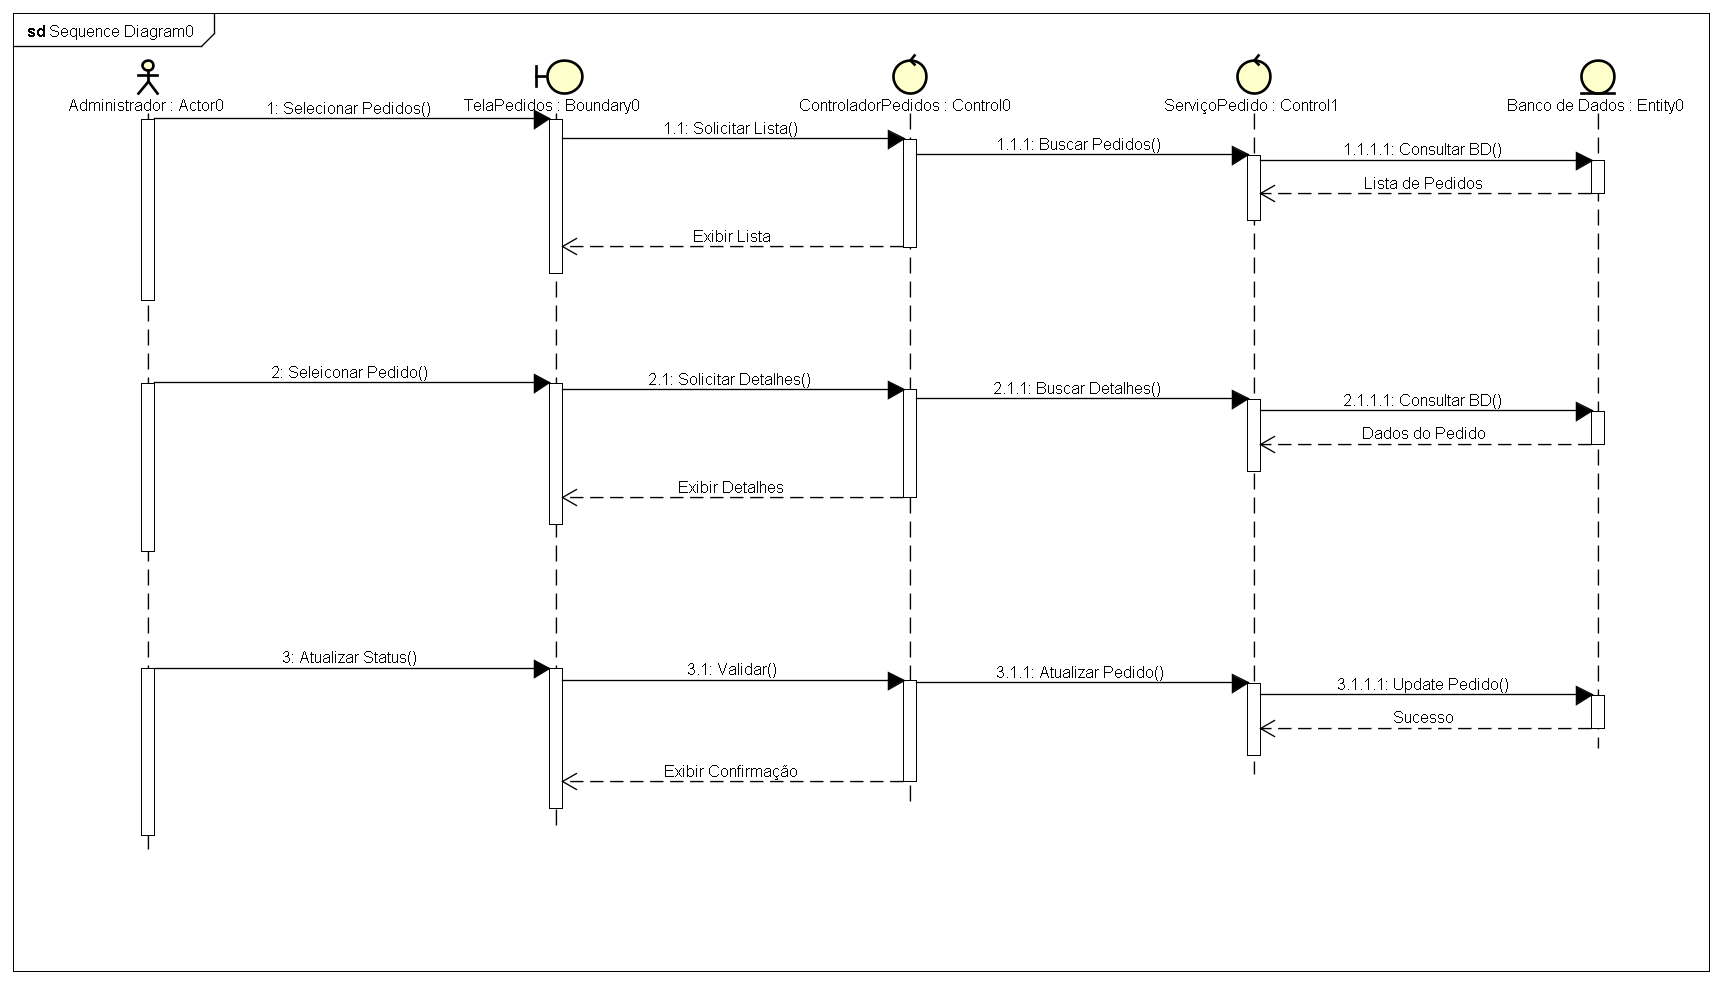 sd Sequence Diagram0
Administrador : Actor0
TelaPedidos : Boundary0
ControladorPedidos : Control0
ServiçoPedido : Control1
Banco de Dados : Entity0
1: Selecionar Pedidos()
1.1: Solicitar Lista()
1.1.1: Buscar Pedidos()
1.1.1.1: Consultar BD()
Lista de Pedidos
Exibir Lista
2: Seleiconar Pedido()
2.1: Solicitar Detalhes()
2.1.1: Buscar Detalhes()
2.1.1.1: Consultar BD()
Dados do Pedido
Exibir Detalhes
3: Atualizar Status()
3.1: Validar()
3.1.1: Atualizar Pedido()
3.1.1.1: Update Pedido()
Sucesso
Exibir Confirmação